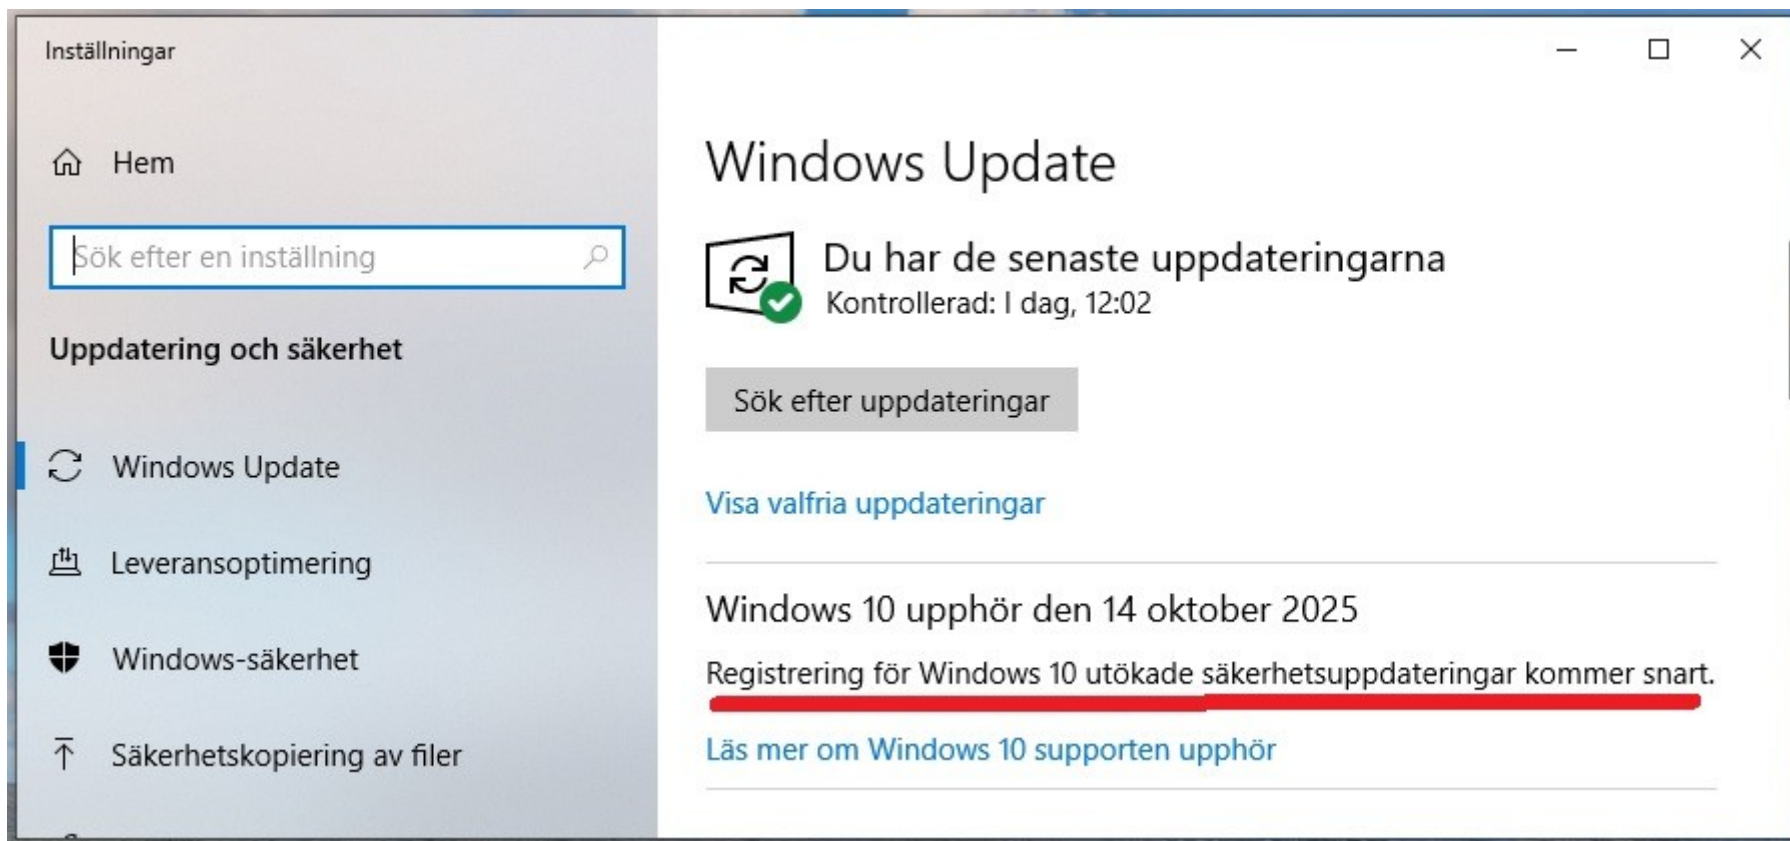 Inställningar
Hem
Sök efter en inställning
Uppdatering och säkerhet
Windows Update
Leveransoptimering
Windows-säkerhet
Säkerhetskopiering av filer
Windows Update
Du har de senaste uppdateringarna
Kontrollerad: I dag, 12:02
Sök efter uppdateringar
Visa valfria uppdateringar
Windows 10 upphör den 14 oktober 2025
Registrering för Windows 10 utökade säkerhetsuppdateringar kommer snart.
Läs mer om Windows 10 supporten upphör